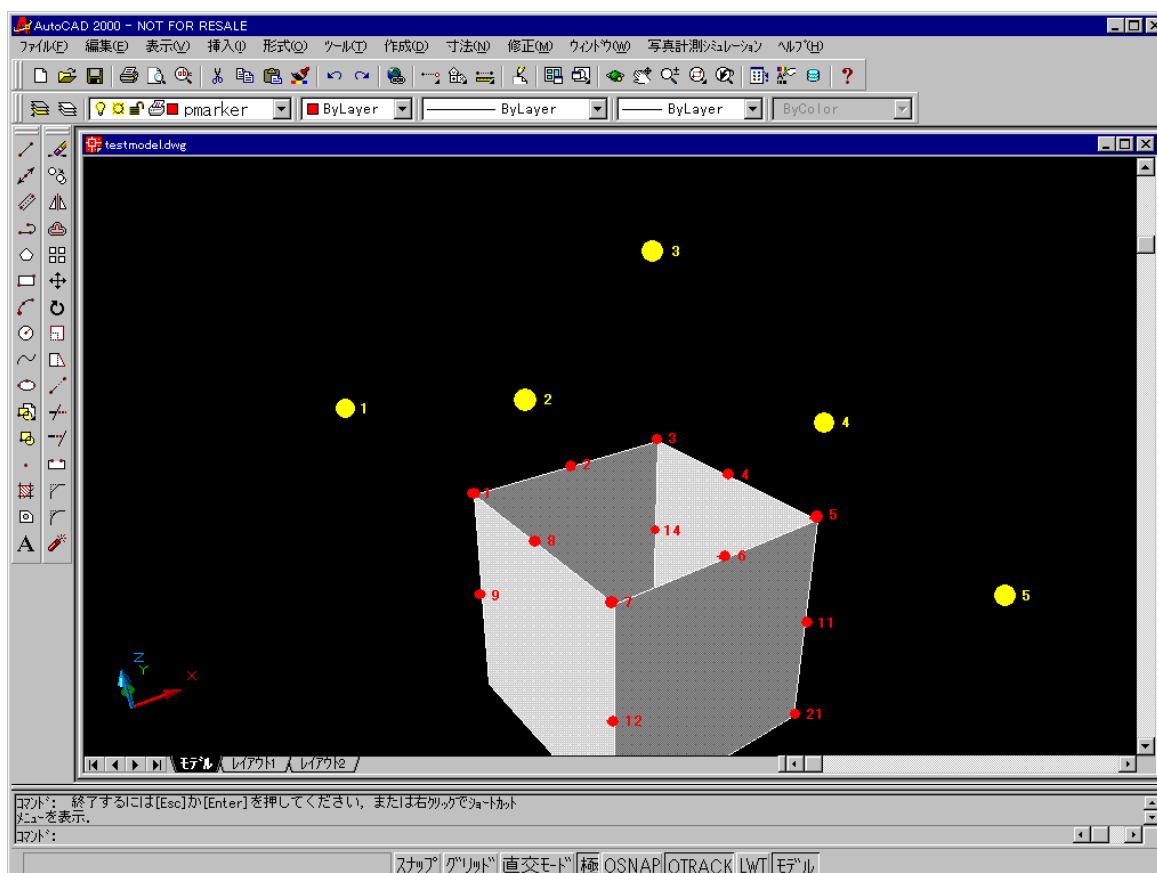 AutoCAD 2000 - NOT FOR RESALE
ファイル(F) 編集(E) 表示(V) 挿入(I) 形式(O) ツール(T) 作成(D) 寸法(N) 修正(M) ウィンドウ(W) 写真計測シミュレーション ヘルプ(H)
pmarker ByLayer ByLayer ByLayer ByColor
testmodel.dwg
3
1
2
4
3
2
4
1
5
14
8
6
9
5
7
11
Z
Y
X
21
12
モデル レイアウト1 レイアウト2
コマンド: 終了するには[Esc]か[Enter]を押してください, または右クリックでショートカット
メニューを表示.
コマンド:
スナップ グリッド 直交モード 極 OSNAP OTRACK LWT モデル
A